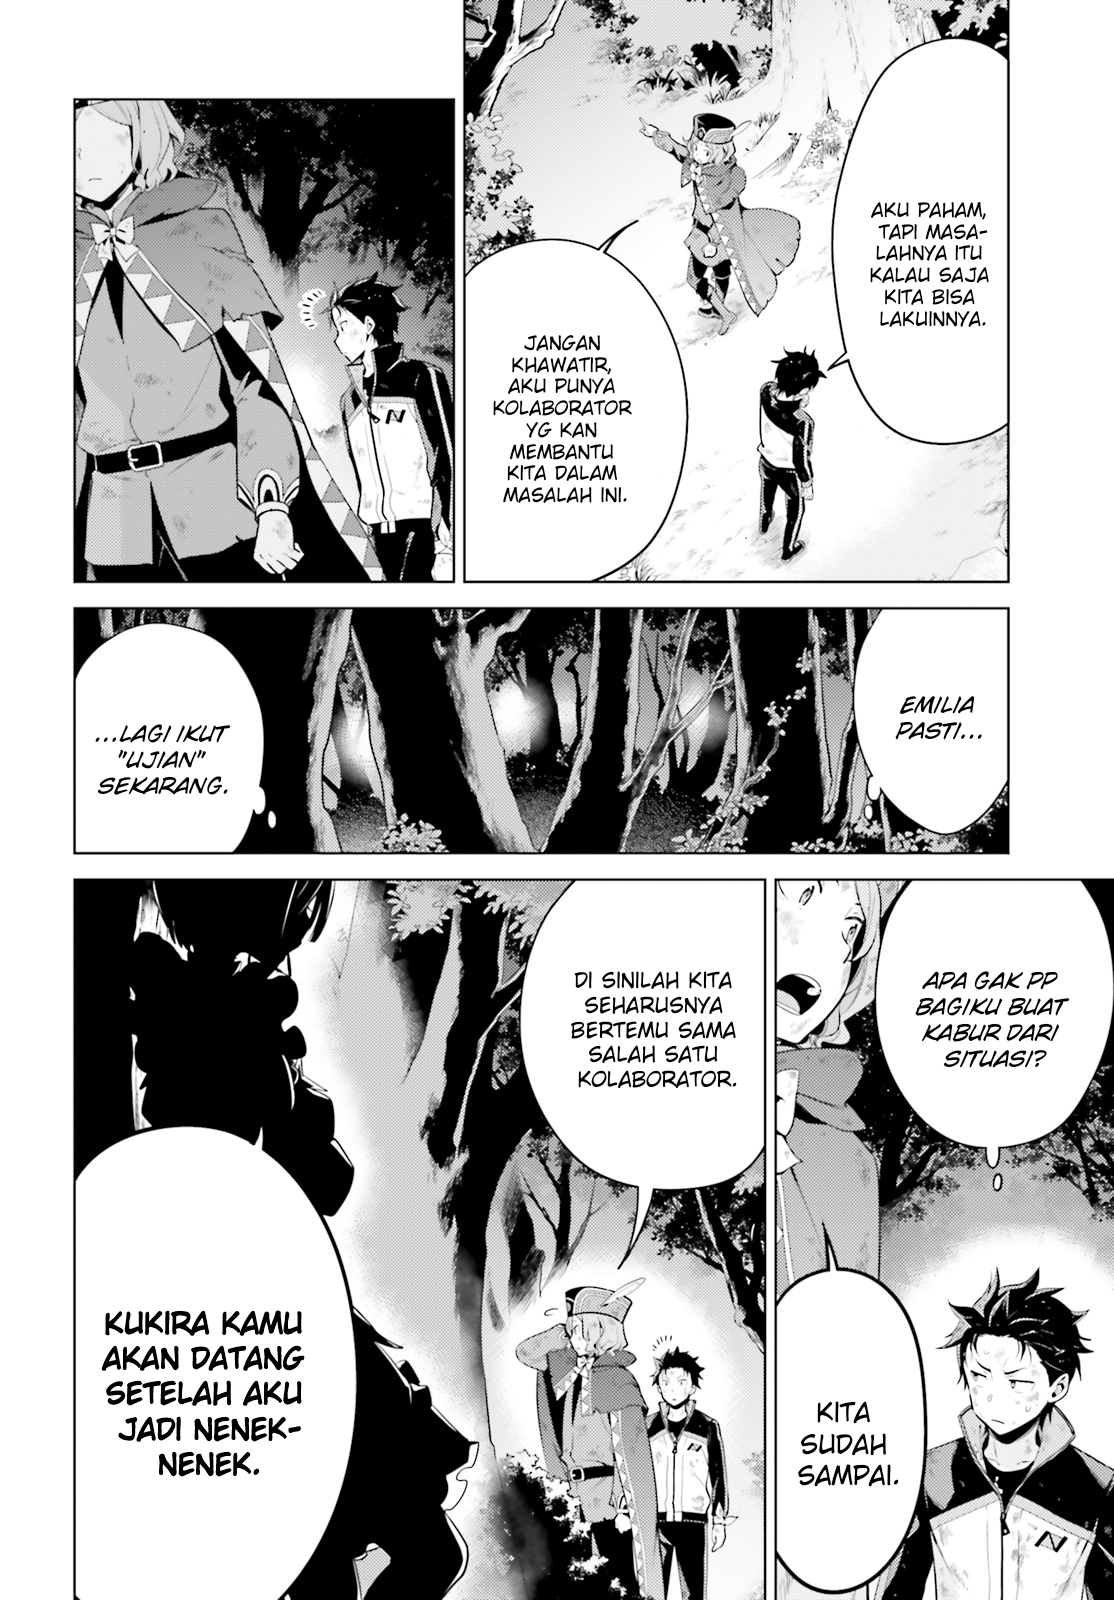 AKU PAHAM,
TAPI MASA-
LAHNYA ITU
KALAU SAJA
KITA BISA
LAKUINNYA.
JANGAN
KHAWATIR,
AKU PUNYA
KOLABORATOR
YG KAN
MEMBANTU
KITA DALAM
MASALAH INI.
EMILIA
PASTI...
...LAGI IKUT
"UJIAN"
SEKARANG.
APA GAK PP
BAGIKU BUAT
KABUR DARI
SITUASI?
KITA
SUDAH
SAMPAI.
DI SINILAH KITA
SEHARUSNYA
BERTEMU SAMA
SALAH SATU
KOLABORATOR.
KUKIRA KAMU
AKAN DATANG
SETELAH AKU
JADI NENEK-
NENEK.